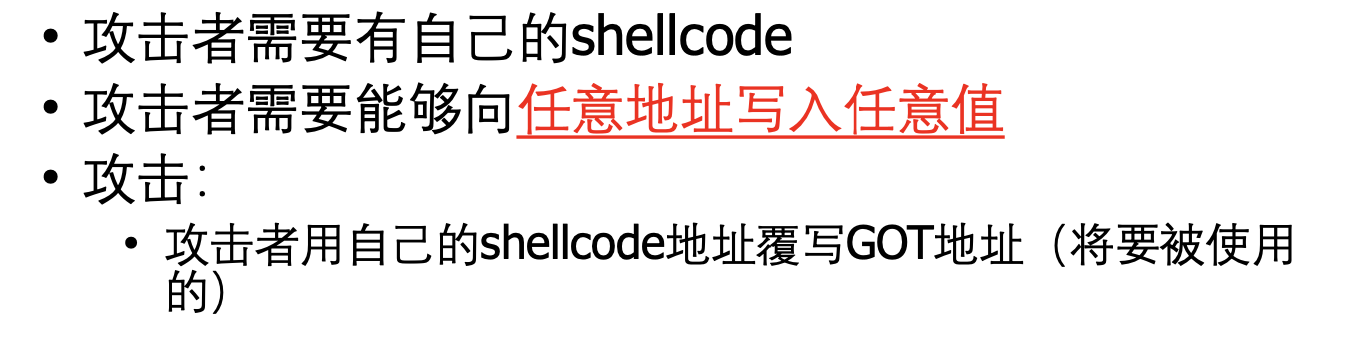 • 攻击者需要有自己的shellcode
• 攻击者需要能够向任意地址写入任意值
• 攻击：
• 攻击者用自己的shellcode地址覆写GOT地址（将要被使用
的）